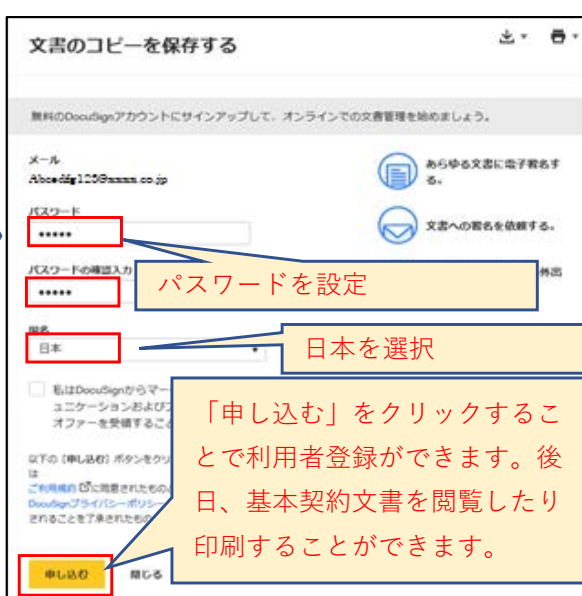 文書のコピーを保存する
無料のDocuSignアカウントにサインアップして、オンラインでの文書管理を始めましょう。
メール
パスワード
•••••
パスワードの確認入力
•••••
国名
日本
あらゆる文書に電子署名す
る。
文書への署名を依頼する。
外出
パスワードを設定
日本を選択
私はDocuSignからマー
ュニケーションおよび
オファーを受領すること
以下の [申し込む] ボタンをクリ
は
ご利用規約 に同意されたもの
DocuSignプライバシーポリシー
されることを了承されたもの
「申し込む」をクリックするこ
とで利用者登録ができます。後
日、基本契約文書を閲覧したり
印刷することができます。
申し込む
閉じる